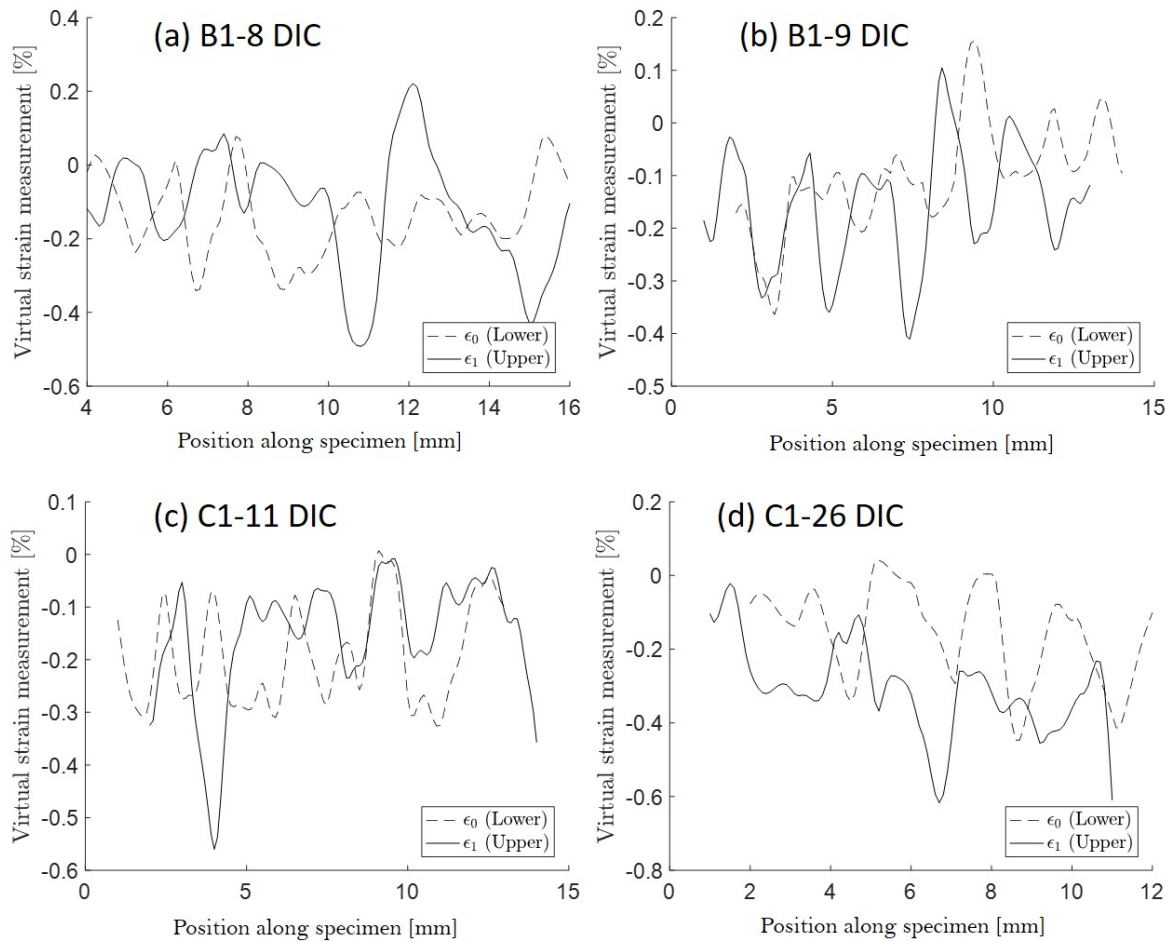 (a) B1-8 DIC
Virtual strain measurement [%]
0.4
0.2
0
-0.2
-0.4
-0.6
4 6 8 10 12 14 16
Position along specimen [mm]
ϵ0 (Lower)
ϵ1 (Upper)
(b) B1-9 DIC
Virtual strain measurement [%]
0.2
0.1
0
-0.1
-0.2
-0.3
-0.4
-0.5
0 5 10 15
Position along specimen [mm]
ϵ0 (Lower)
ϵ1 (Upper)
(c) C1-11 DIC
Virtual strain measurement [%]
0.1
0
-0.1
-0.2
-0.3
-0.4
-0.5
-0.6
0 5 10 15
Position along specimen [mm]
ϵ0 (Lower)
ϵ1 (Upper)
(d) C1-26 DIC
Virtual strain measurement [%]
0.2
0
-0.2
-0.4
-0.6
-0.8
0 2 4 6 8 10 12
Position along specimen [mm]
ϵ0 (Lower)
ϵ1 (Upper)